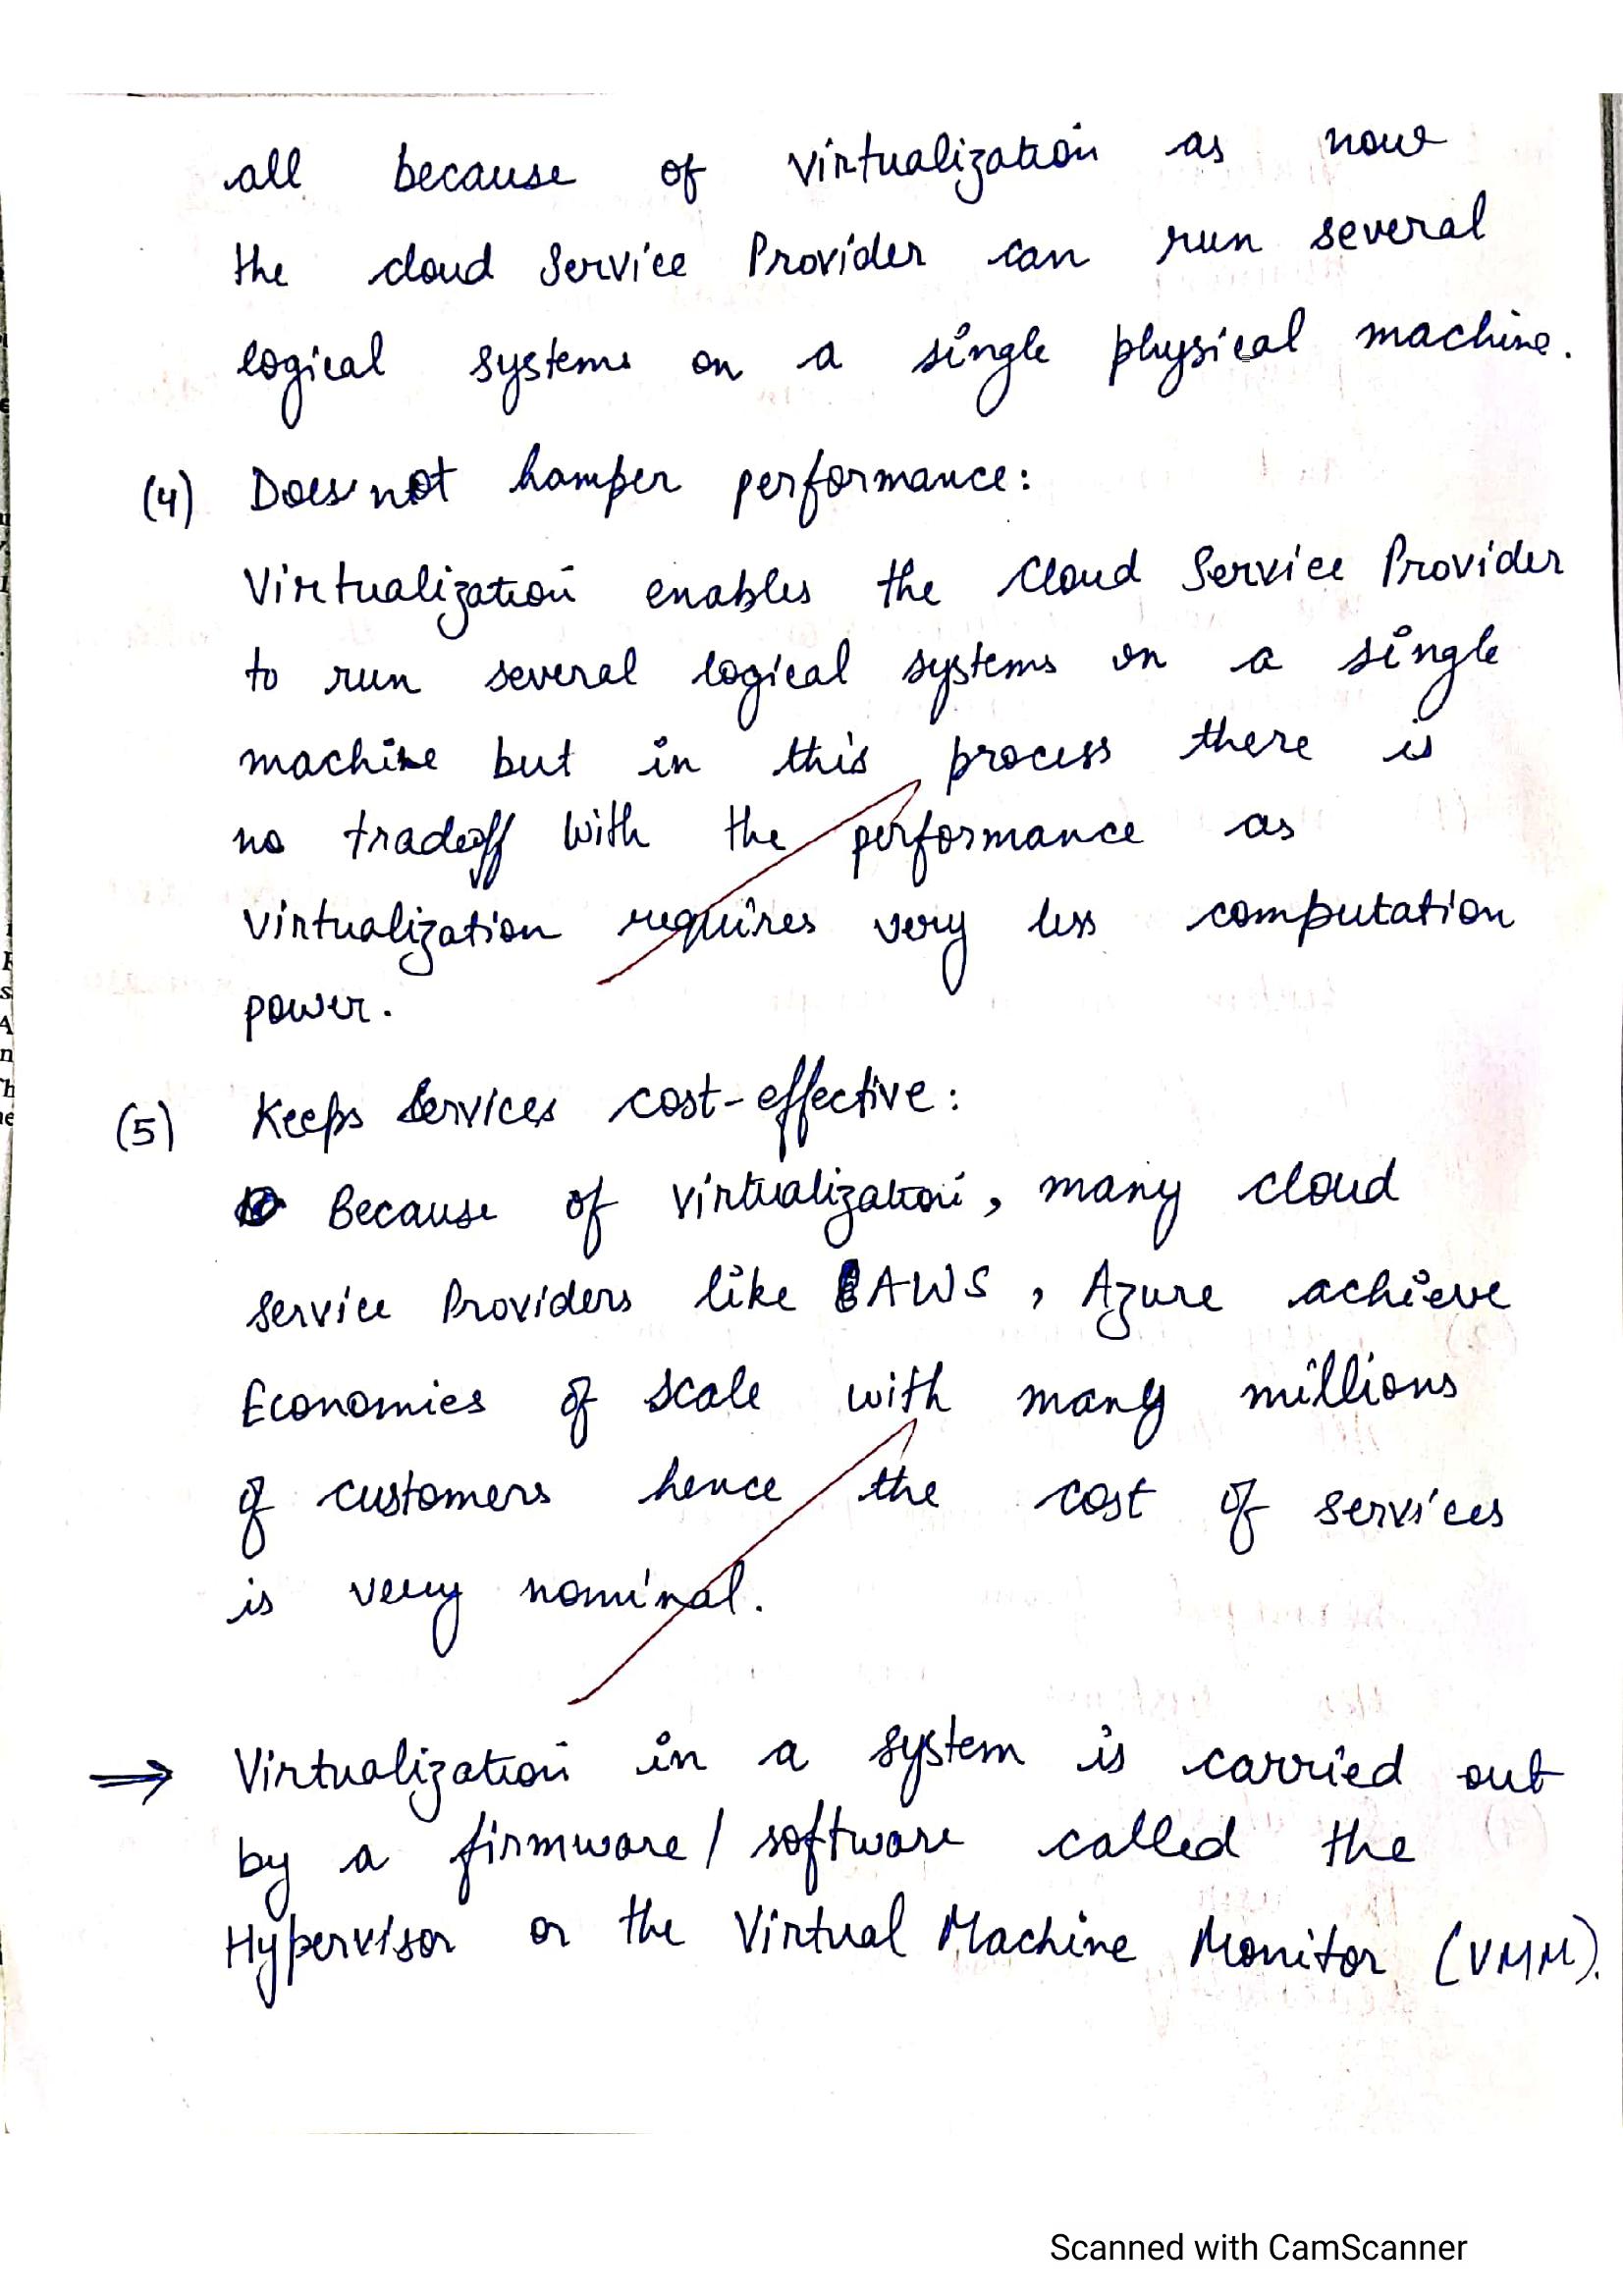 all because of virtualization as now
the cloud Service Provider can run several
logical systems on a single physical machine.
(4) Does not hamper performance:
Virtualization enables the Cloud Service Provider
to run several logical systems on a single
machine but in this process there is
no tradeoff with the performance as
virtualization requires very less computation
power.
(5) Keeps Services cost-effective:
Because of virtualization, many cloud
service Providers like AWS, Azure achieve
Economies of scale with many millions
of customers hence the cost of services
is very nominal.
⇒ Virtualization in a system is carried out
by a firmware/software called the
Hypervisor or the Virtual Machine Monitor (VMM).
Scanned with CamScanner